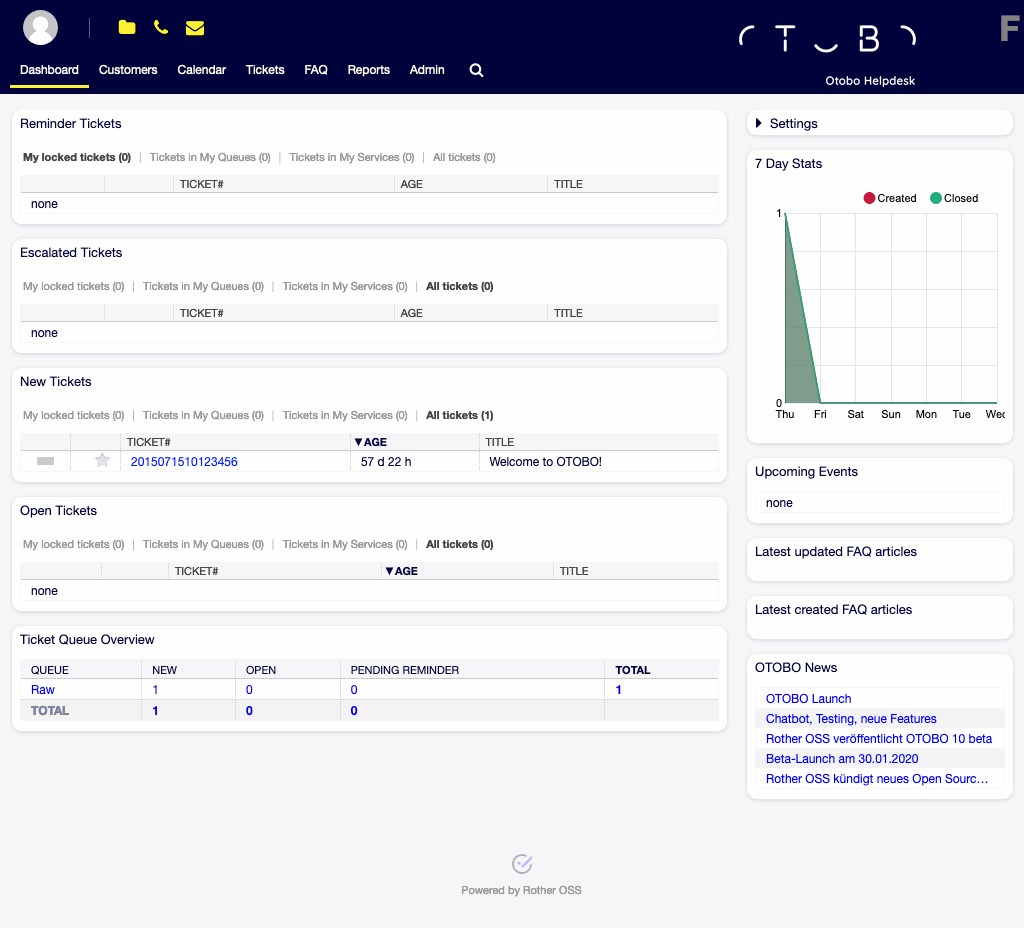 Dashboard Customers Calendar Tickets FAQ Reports Admin
OTOBO
F
Otobo Helpdesk
Reminder Tickets
My locked tickets (0) | Tickets in My Queues (0) | Tickets in My Services (0) | All tickets (0)
TICKET# AGE TITLE
none
Escalated Tickets
My locked tickets (0) | Tickets in My Queues (0) | Tickets in My Services (0) | All tickets (0)
TICKET# AGE TITLE
none
New Tickets
My locked tickets (0) | Tickets in My Queues (0) | Tickets in My Services (0) | All tickets (1)
TICKET# ▼AGE TITLE
2015071510123456 57 d 22 h Welcome to OTOBO!
Open Tickets
My locked tickets (0) | Tickets in My Queues (0) | Tickets in My Services (0) | All tickets (0)
TICKET# ▼AGE TITLE
none
Ticket Queue Overview
QUEUE NEW OPEN PENDING REMINDER TOTAL
Raw 1 0 0 1
TOTAL 1 0 0
Settings
7 Day Stats
Created Closed
1
0
Thu Fri Sat Sun Mon Tue Wed
Upcoming Events
none
Latest updated FAQ articles
Latest created FAQ articles
OTOBO News
OTOBO Launch
Chatbot, Testing, neue Features
Rother OSS veröffentlicht OTOBO 10 beta
Beta-Launch am 30.01.2020
Rother OSS kündigt neues Open Sourc…
Powered by Rother OSS